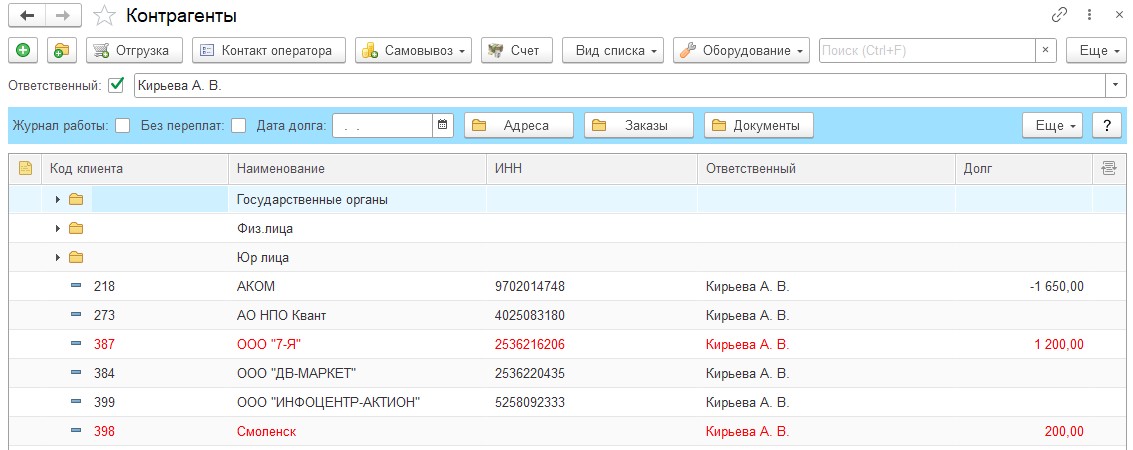 Контрагенты
Отгрузка Контакт оператора Самовывоз Счет Вид списка Оборудование Поиск (Ctrl+F) × Еще
Ответственный: Кирьева А. В.
Журнал работы: Без переплат: Дата долга: . . Адреса Заказы Документы Еще ?
Код клиента Наименование ИНН Ответственный Долг
Государственные органы
Физ.лица
Юр лица
218 АКОМ 9702014748 Кирьева А. В. -1 650,00
273 АО НПО Квант 4025083180 Кирьева А. В.
387 ООО "7-Я" 2536216206 Кирьева А. В. 1 200,00
384 ООО "ДВ-МАРКЕТ" 2536220435 Кирьева А. В.
399 ООО "ИНФОЦЕНТР-АКТИОН" 5258092333 Кирьева А. В.
398 Смоленск Кирьева А. В. 200,00